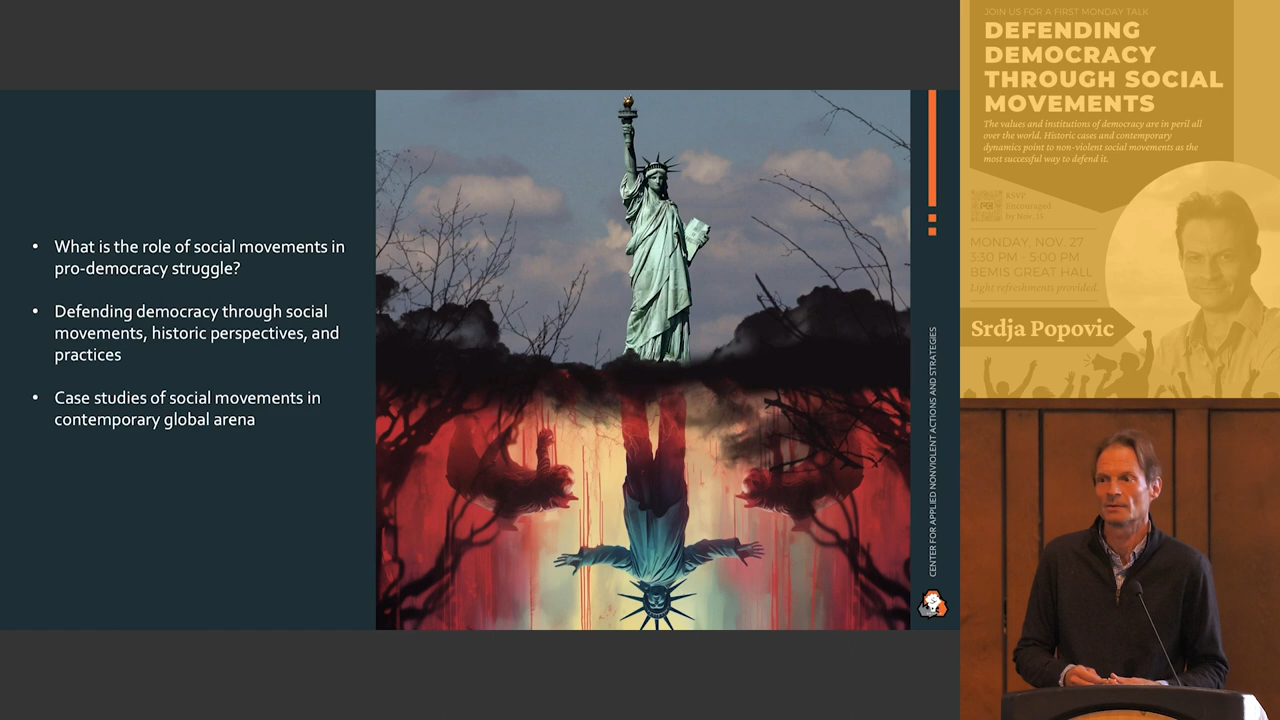 • What is the role of social movements in
pro-democracy struggle?
• Defending democracy through social
movements, historic perspectives, and
practices
• Case studies of social movements in
contemporary global arena
CENTER FOR APPLIED NONVIOLENT ACTIONS AND STRATEGIES
JOIN US FOR A FIRST MONDAY TALK
DEFENDING
DEMOCRACY
THROUGH SOCIAL
MOVEMENTS
The values and institutions of democracy are in peril all
over the world. Historic cases and contemporary
dynamics point to non-violent social movements as the
most successful way to defend it.
RSVP
Encouraged
by Nov. 15
MONDAY, NOV. 27
3:30 PM - 5:00 PM
BEMIS GREAT HALL
Light refreshments provided.
Srdja Popovic